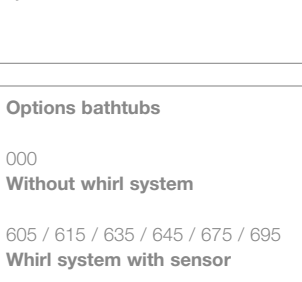 Options bathtubs
000
Without whirl system
605 / 615 / 635 / 645 / 675 / 695
Whirl system with sensor